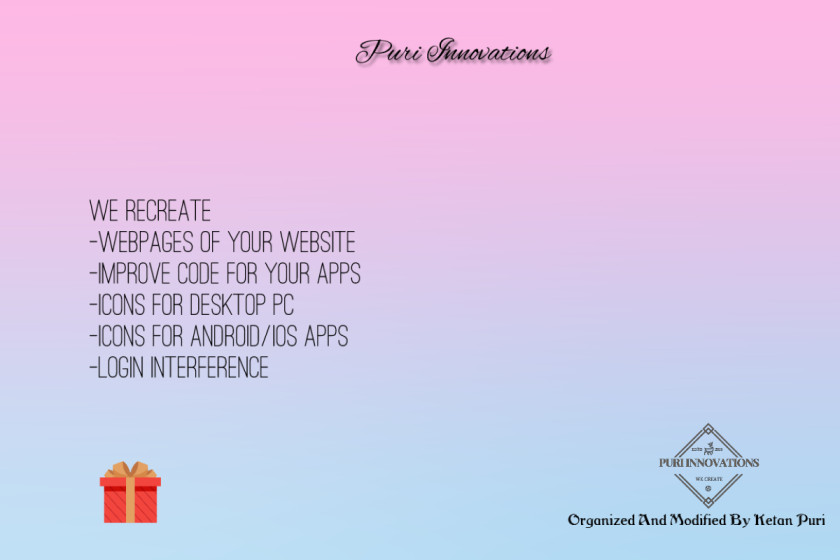 Puri Innovations
WE RECREATE
-WEBPAGES OF YOUR WEBSITE
-IMPROVE CODE FOR YOUR APPS
-ICONS FOR DESKTOP PC
-ICONS FOR ANDROID/IOS APPS
-LOGIN INTERFERENCE
PURI INNOVATIONS
WE CREATE
Organized And Modified By Ketan Puri